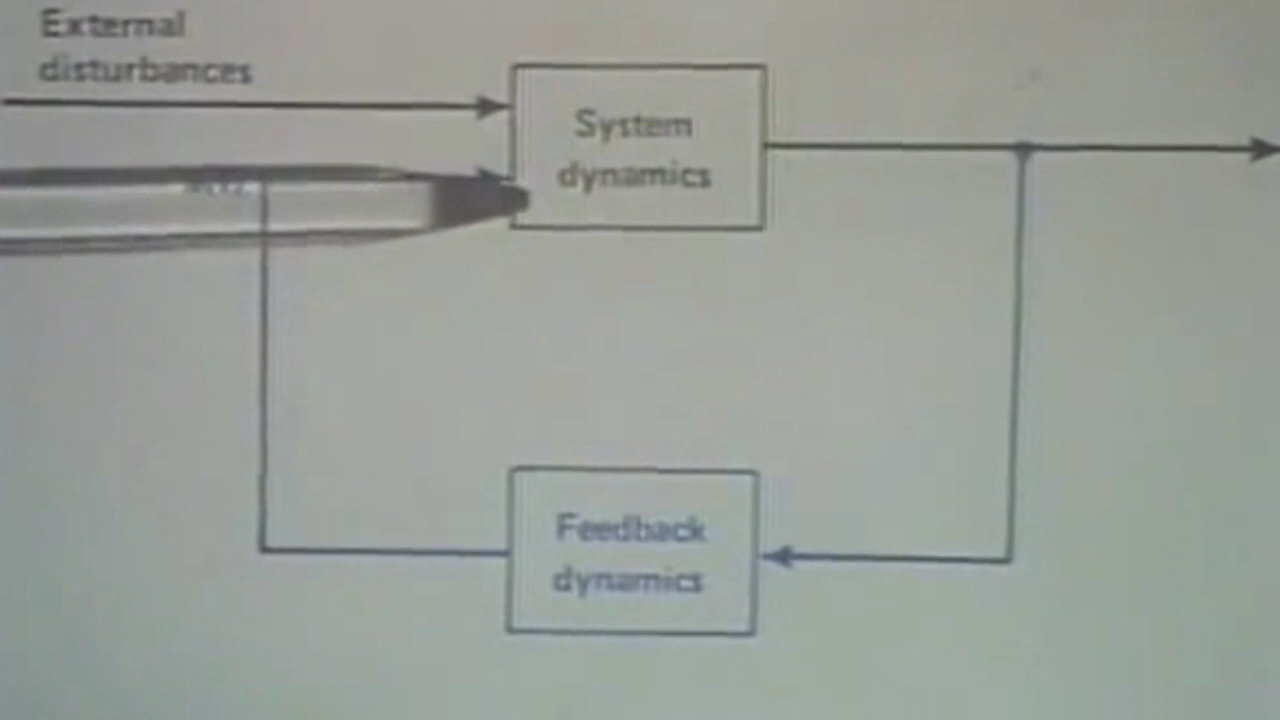 External
disturbances
System
dynamics
Feedback
dynamics